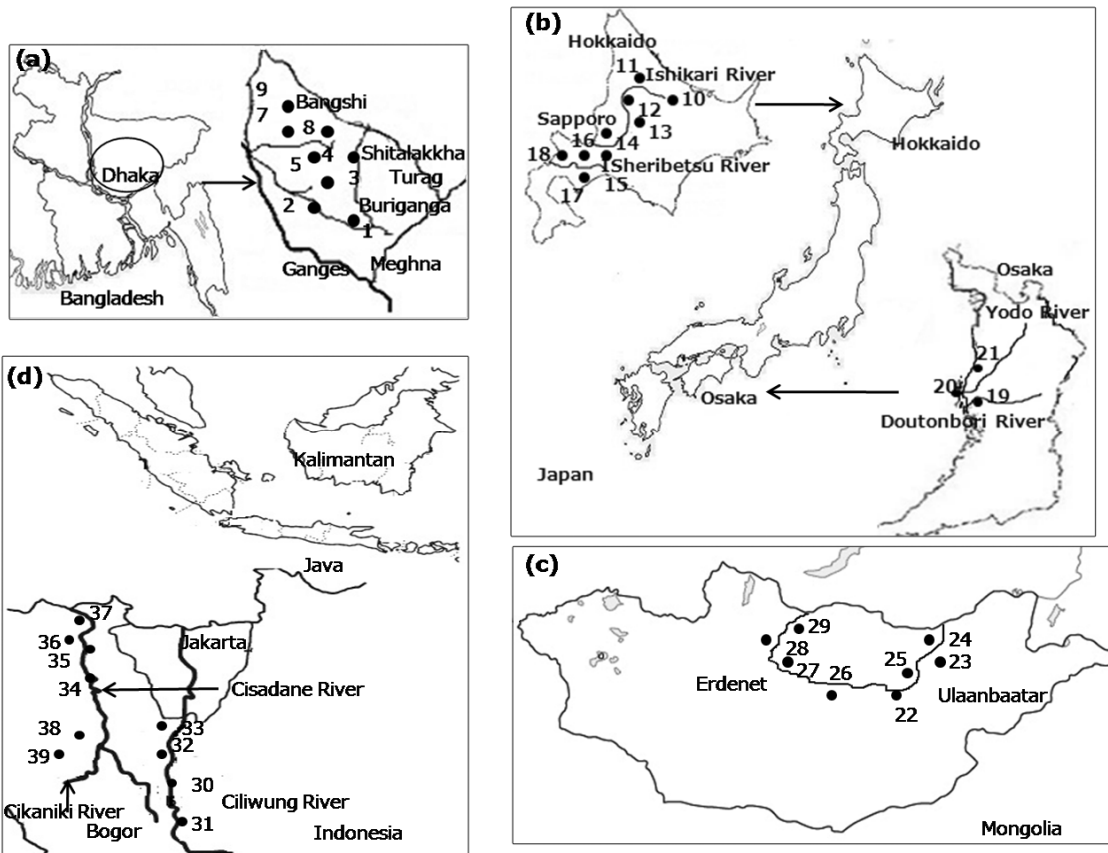 (a)
9
Bangshi
7
8
4
5
Shitalakkha
Dhaka
3
Turag
2
Buriganga
1
Ganges
Meghna
Bangladesh
(b)
Hokkaido
11
Ishikari River
12
10
Sapporo
13
16
14
18
Sheribetsu River
15
17
Hokkaido
Osaka
Yodo River
21
20
19
Osaka
Doutonbori River
Japan
(d)
Kalimantan
Java
37
36
Jakarta
35
34
Cisadane River
38
33
32
39
30
Cikaniki River
Ciliwung River
Bogor
31
Indonesia
(c)
29
24
28
25
23
27
26
Erdenet
Ulaanbaatar
22
Mongolia